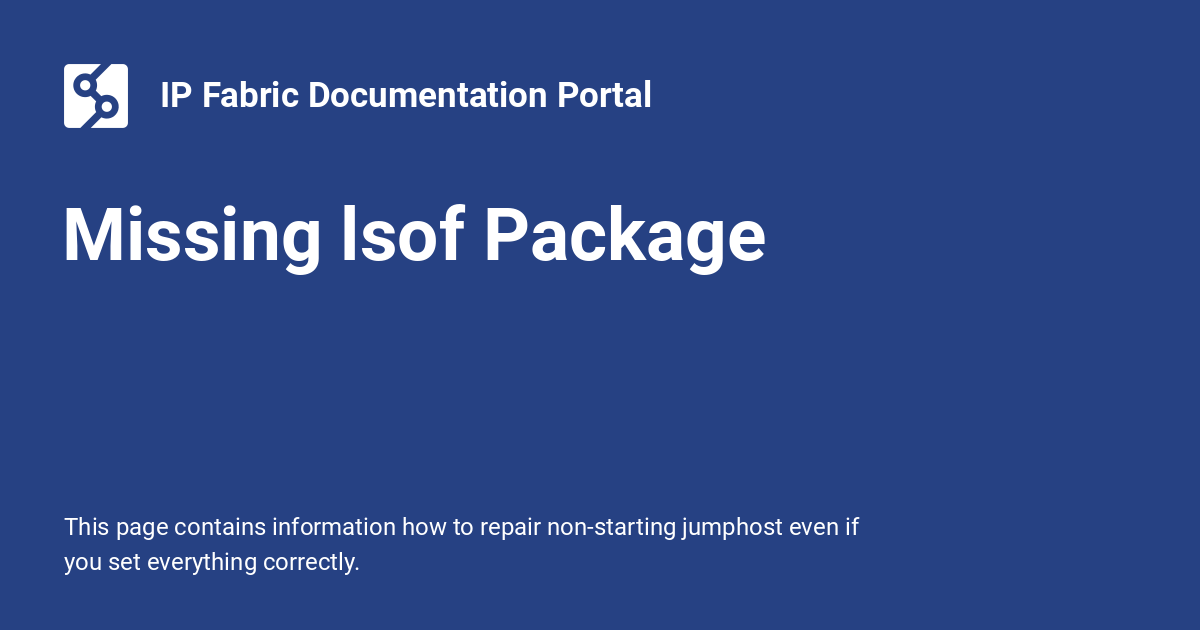 IP Fabric Documentation Portal
Missing lsof Package
This page contains information how to repair non-starting jumphost even if
you set everything correctly.